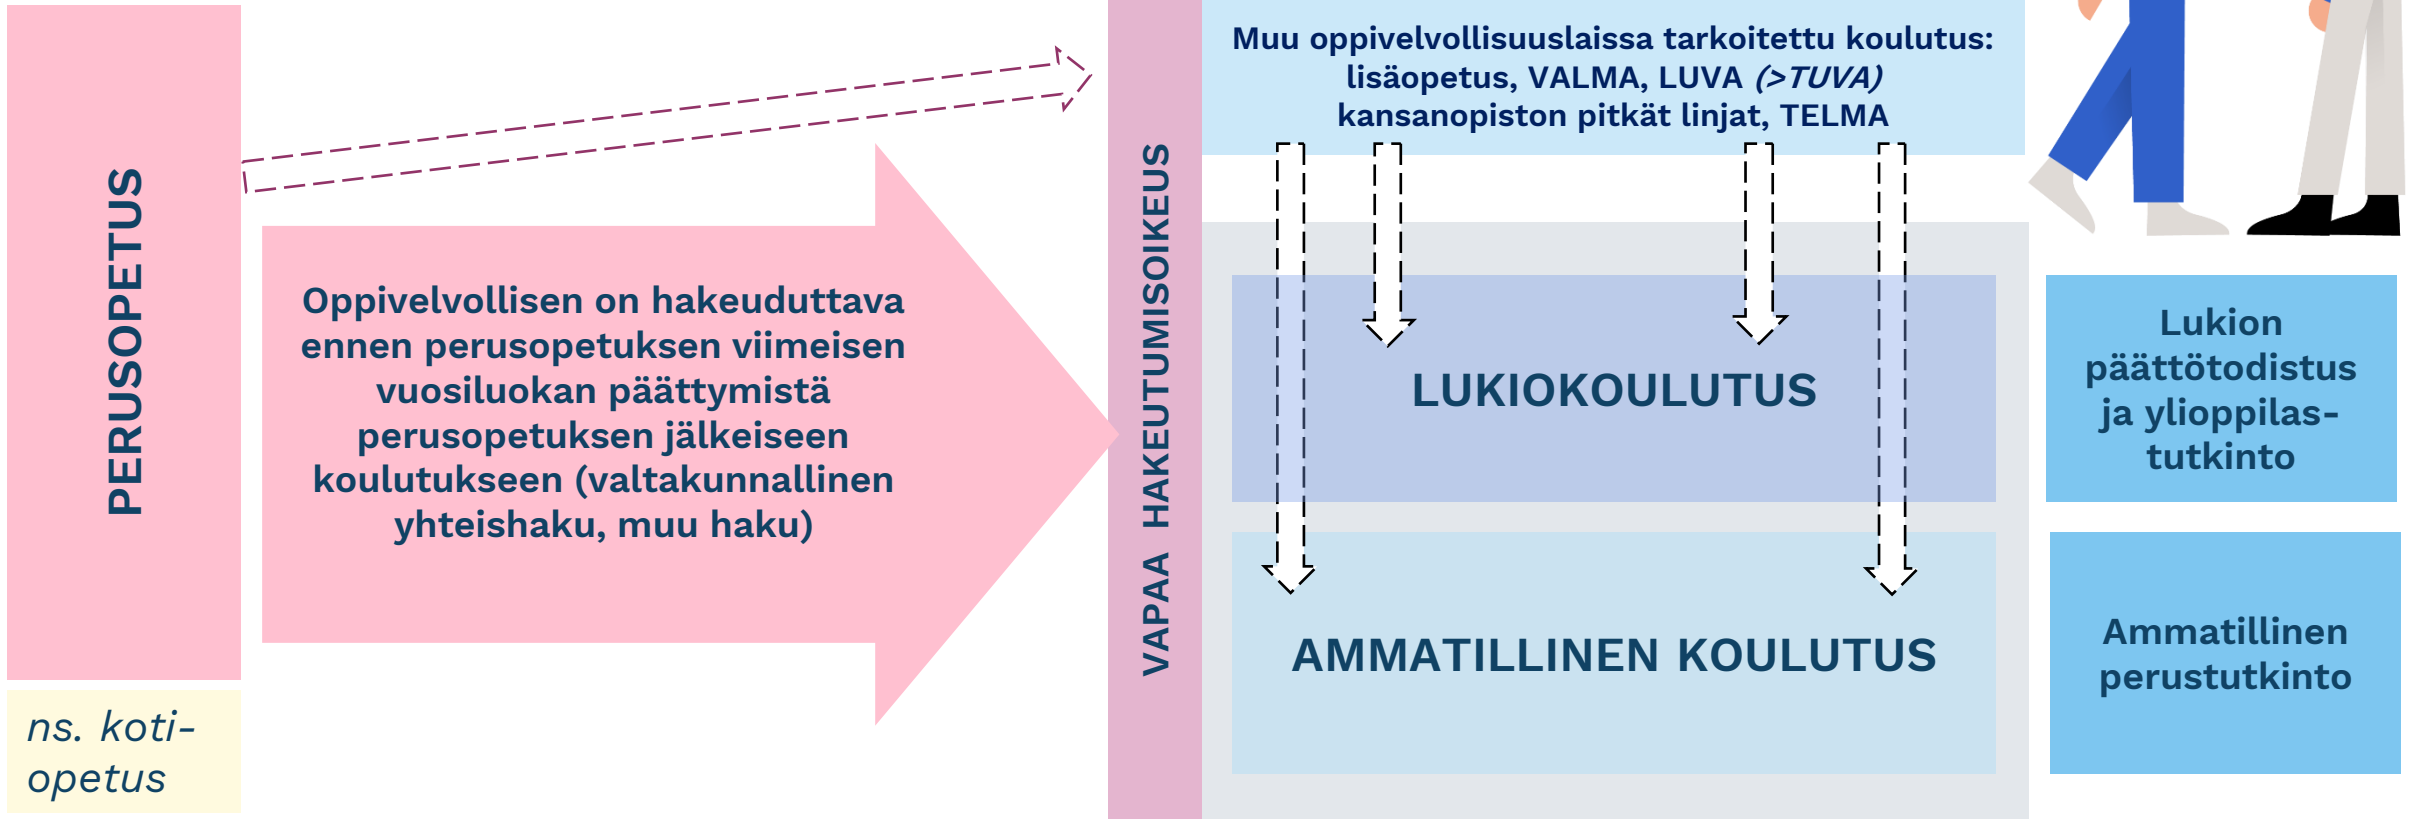 PERUSOPETUS
ns. koti-
opetus
Oppivelvollisen on hakeuduttava
ennen perusopetuksen viimeisen
vuosiluokan päättymistä
perusopetuksen jälkeiseen
koulutukseen (valtakunnallinen
yhteishaku, muu haku)
VAPAA HAKEUTUMISOIKEUS
Muu oppivelvollisuuslaissa tarkoitettu koulutus:
lisäopetus, VALMA, LUVA (>TUVA)
kansanopiston pitkät linjat, TELMA
LUKIOKOULUTUS
AMMATILLINEN KOULUTUS
Lukion
päättötodistus
ja ylioppilas-
tutkinto
Ammatillinen
perustutkinto